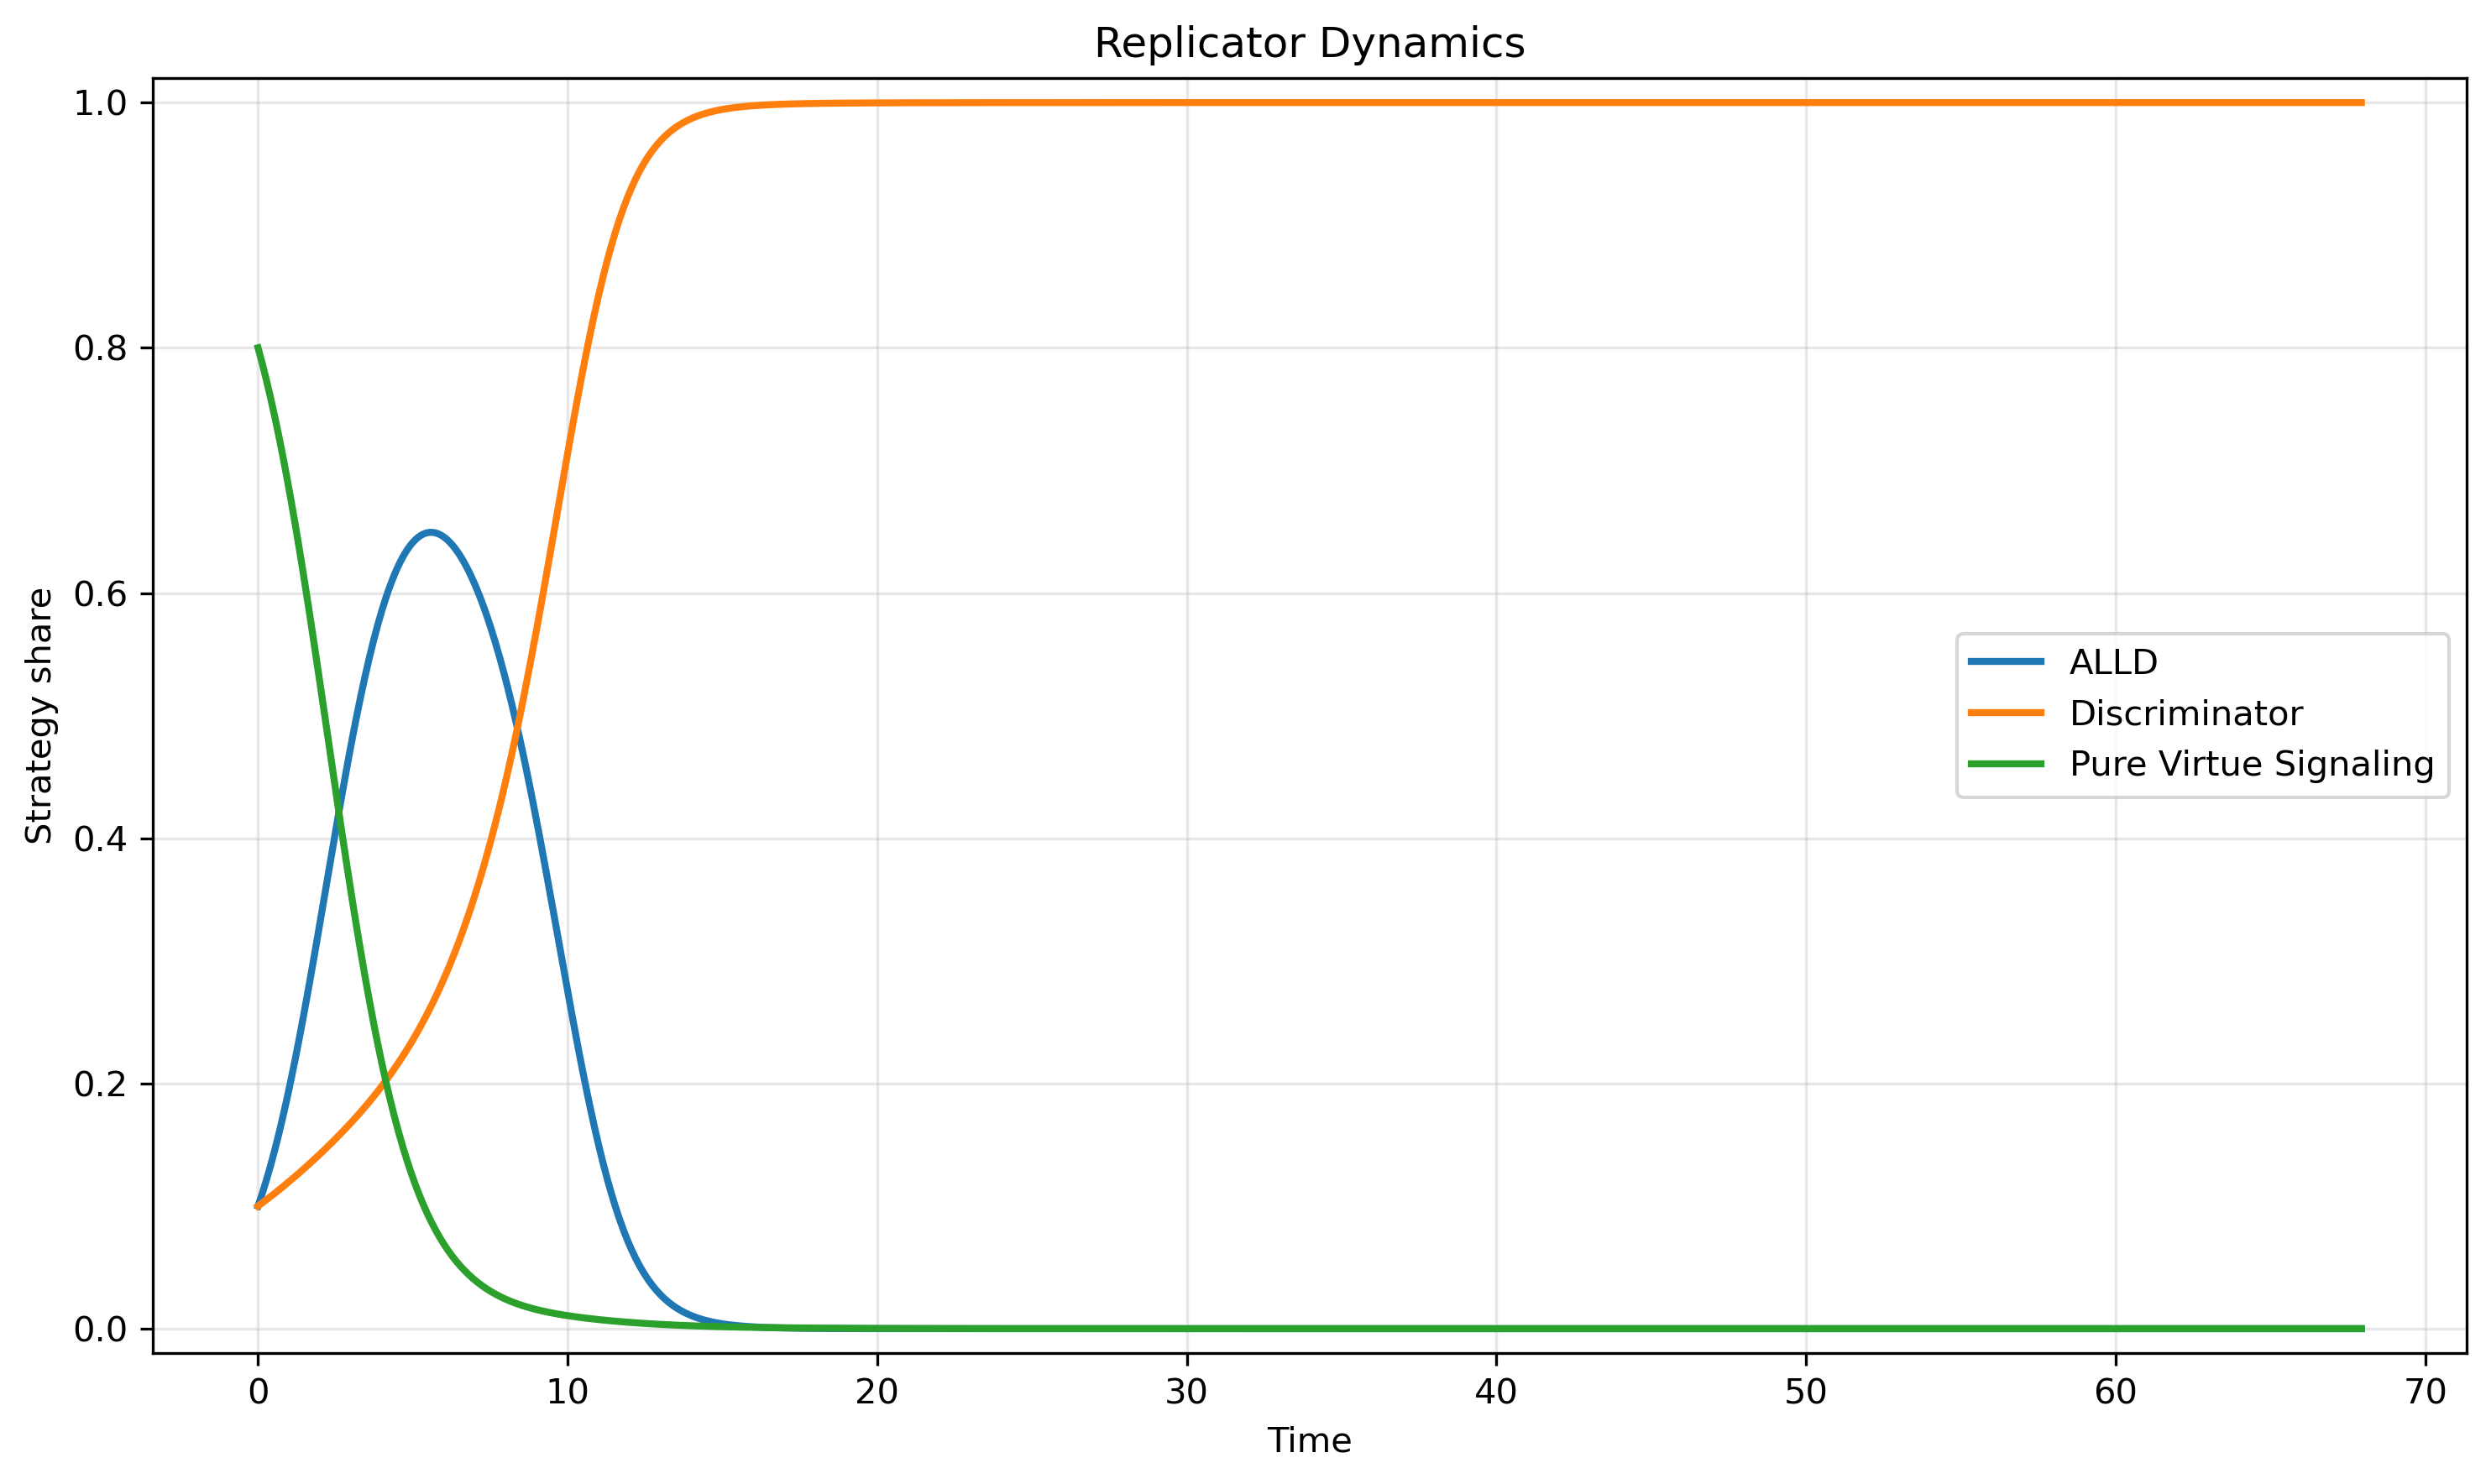 Replicator Dynamics
Strategy share
1.0
0.8
0.6
0.4
0.2
0.0
ALLD
Discriminator
Pure Virtue Signaling
0 10 20 30 40 50 60 70
Time